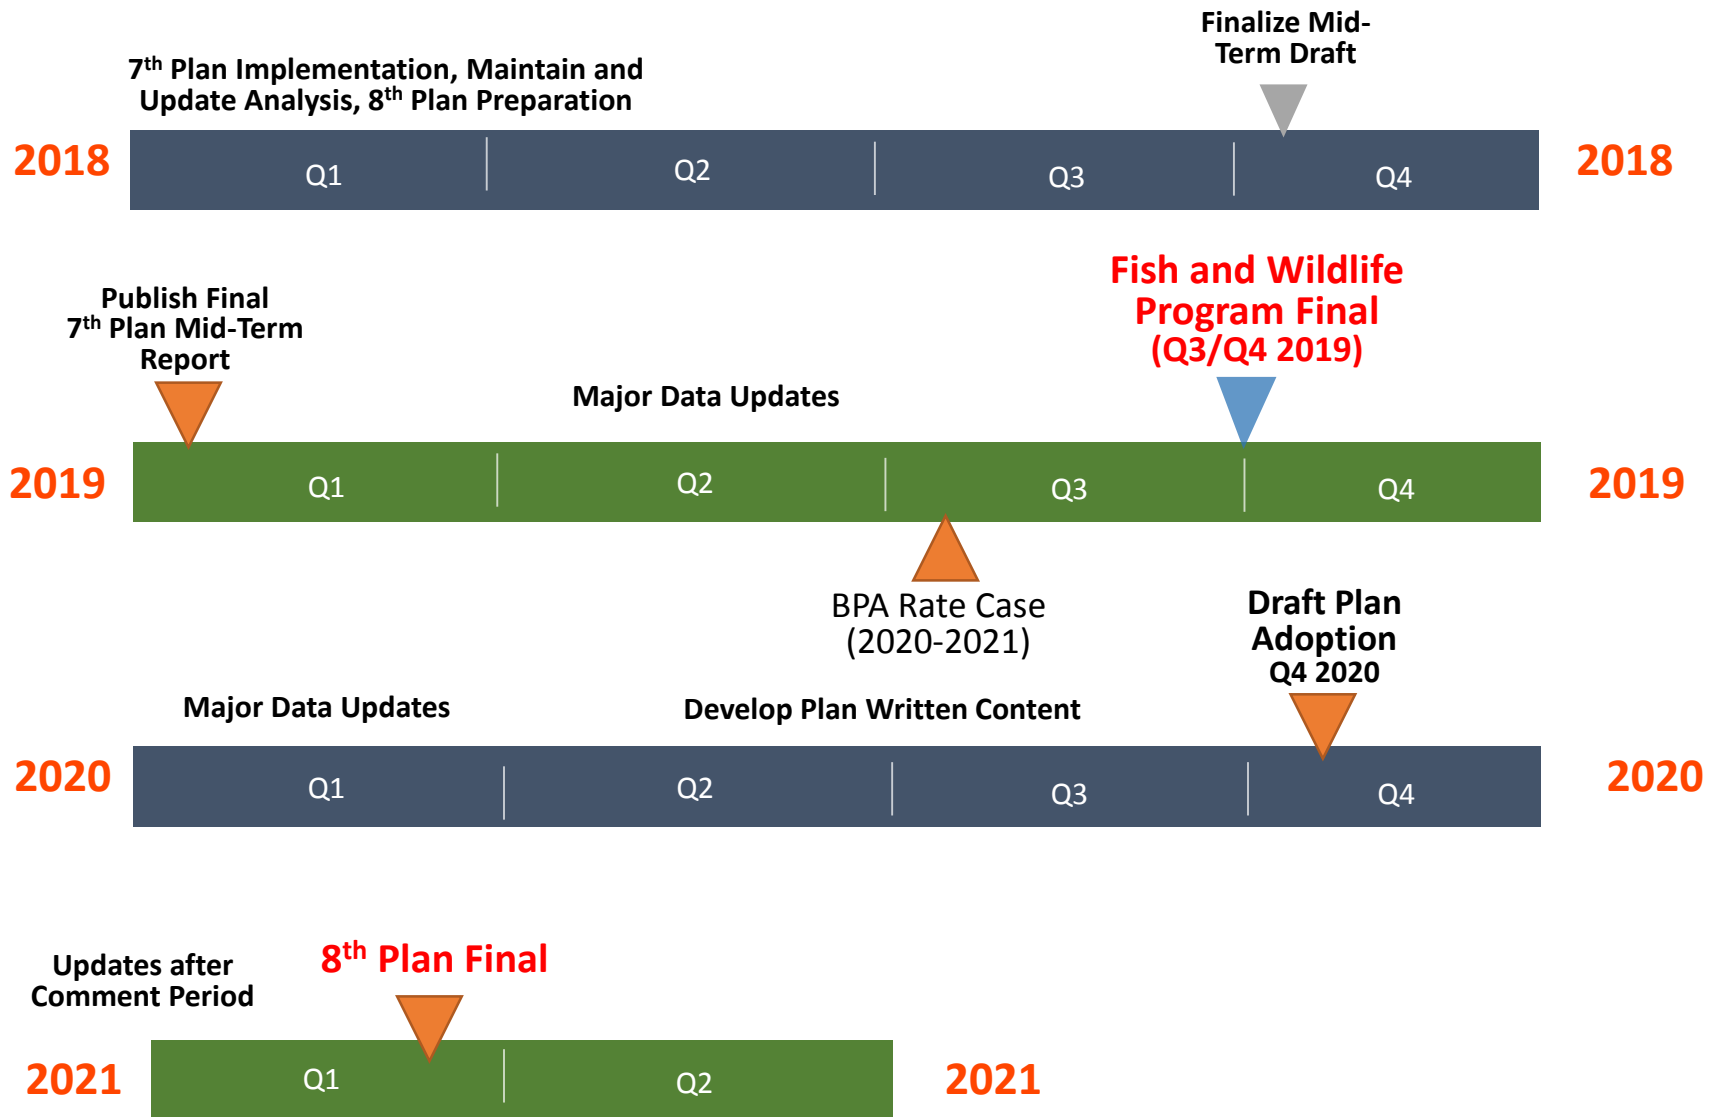 Finalize Mid-
Term Draft
7th Plan Implementation, Maintain and
Update Analysis, 8th Plan Preparation
2018
Q1
Q2
Q3
Q4
2018
Publish Final
7th Plan Mid-Term
Report
Major Data Updates
Fish and Wildlife
Program Final
(Q3/Q4 2019)
2019
Q1
Q2
Q3
Q4
2019
BPA Rate Case
(2020-2021)
Draft Plan
Adoption
Q4 2020
Major Data Updates
Develop Plan Written Content
2020
Q1
Q2
Q3
Q4
2020
Updates after
Comment Period
8th Plan Final
2021
Q1
Q2
2021